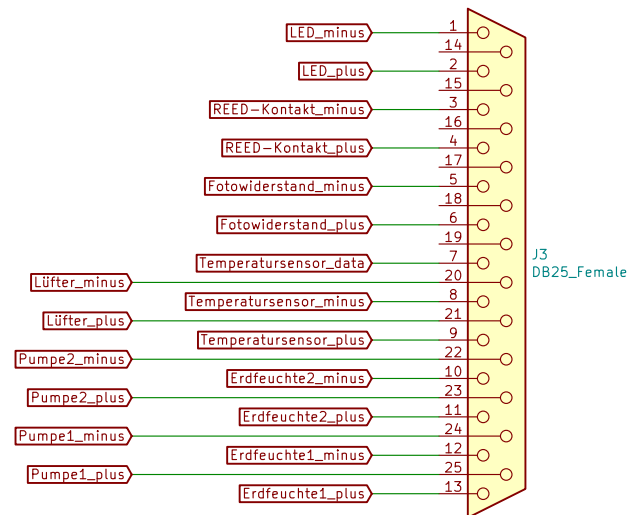 LED_minus 1
14
LED_plus 2
15
REED-Kontakt_minus 3
16
REED-Kontakt_plus 4
17
Fotowiderstand_minus 5
18
Fotowiderstand_plus 6
19
J3
Temperatursensor_data 7
DB25_Female
Lüfter_minus 20
Temperatursensor_minus 8
Lüfter_plus 21
Temperatursensor_plus 9
Pumpe2_minus 22
Erdfeuchte2_minus 10
Pumpe2_plus 23
Erdfeuchte2_plus 11
Pumpe1_minus 24
Erdfeuchte1_minus 12
Pumpe1_plus 25
Erdfeuchte1_plus 13